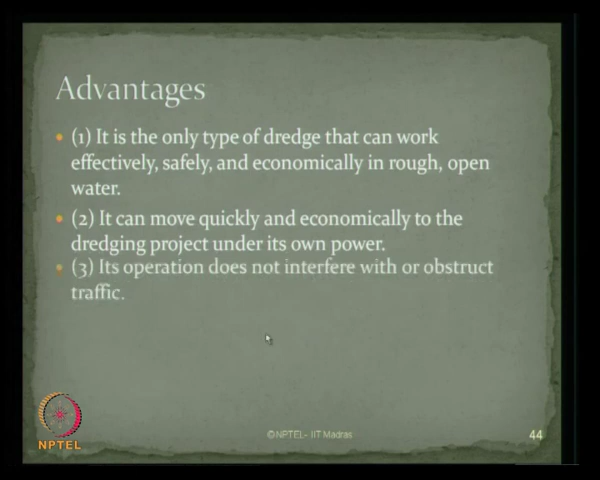 Advantages
• (1) It is the only type of dredge that can work
effectively, safely, and economically in rough, open
water.
• (2) It can move quickly and economically to the
dredging project under its own power.
• (3) Its operation does not interfere with or obstruct
traffic.
NPTEL
©NPTEL- IIT Madras
44